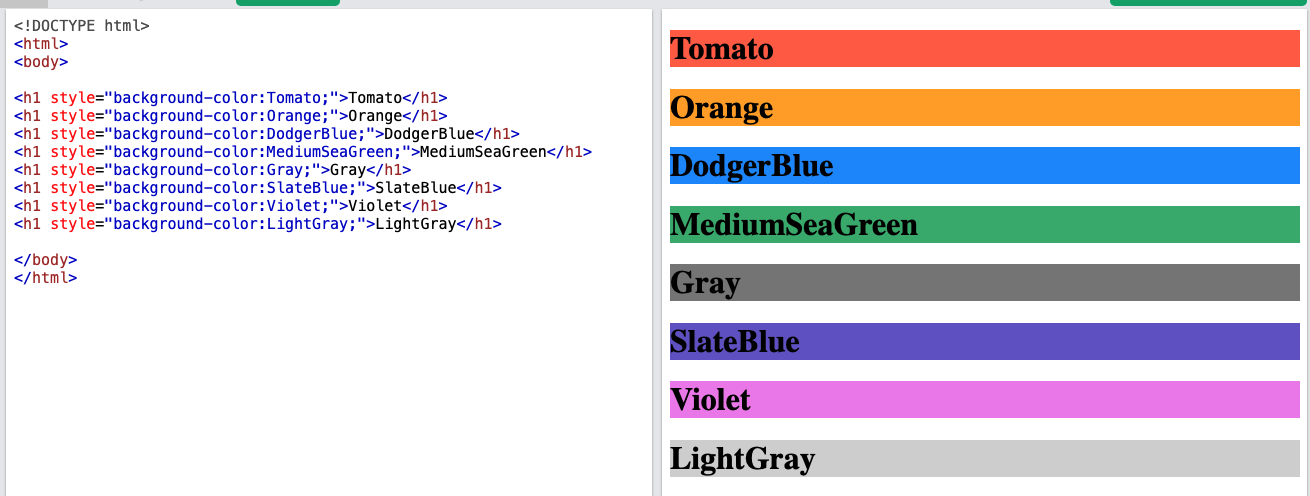 <!DOCTYPE html>
<html>
<body>
<h1 style="background-color:Tomato;">Tomato</h1>
<h1 style="background-color:Orange;">Orange</h1>
<h1 style="background-color:DodgerBlue;">DodgerBlue</h1>
<h1 style="background-color:MediumSeaGreen;">MediumSeaGreen</h1>
<h1 style="background-color:Gray;">Gray</h1>
<h1 style="background-color:SlateBlue;">SlateBlue</h1>
<h1 style="background-color:Violet;">Violet</h1>
<h1 style="background-color:LightGray;">LightGray</h1>
</body>
</html>
Tomato
Orange
DodgerBlue
MediumSeaGreen
Gray
SlateBlue
Violet
LightGray